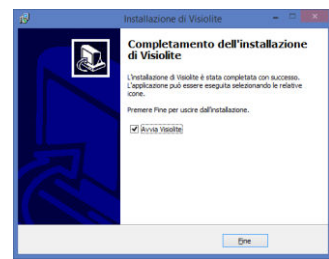 Installazione di Visiolite
Completamento dell'installazione
di Visiolite
L'installazione di Visiolite è stata completata con successo.
L'applicazione può essere eseguita selezionando le relative
icone.
Premere Fine per uscire dall'installazione.
Avvia Visiolite
Fine